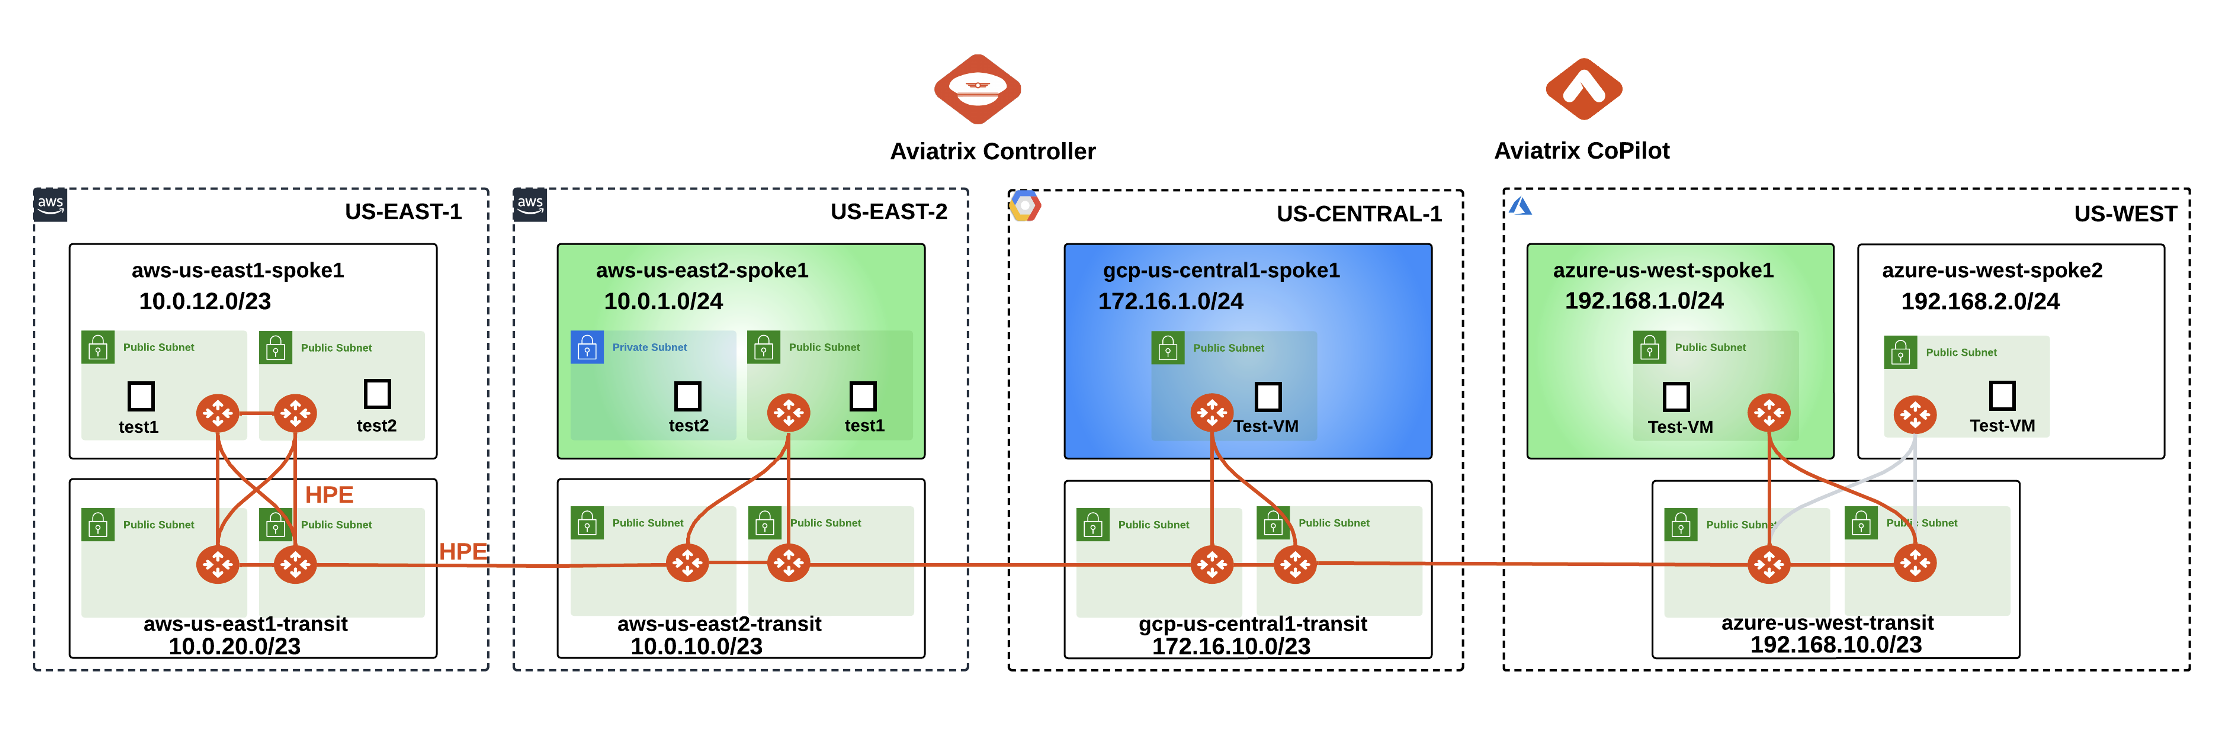 Aviatrix Controller
Aviatrix CoPilot
aws
US-EAST-1
aws-us-east1-spoke1
10.0.12.0/23
Public Subnet
Public Subnet
test1
test2
HPE
Public Subnet
Public Subnet
HPE
aws-us-east1-transit
10.0.20.0/23
aws
US-EAST-2
aws-us-east2-spoke1
10.0.1.0/24
Private Subnet
Public Subnet
test2
test1
Public Subnet
Public Subnet
aws-us-east2-transit
10.0.10.0/23
US-CENTRAL-1
gcp-us-central1-spoke1
172.16.1.0/24
Public Subnet
Test-VM
Public Subnet
Public Subnet
gcp-us-central1-transit
172.16.10.0/23
US-WEST
azure-us-west-spoke1
192.168.1.0/24
Public Subnet
Test-VM
azure-us-west-spoke2
192.168.2.0/24
Public Subnet
Test-VM
Public Subnet
Public Subnet
azure-us-west-transit
192.168.10.0/23